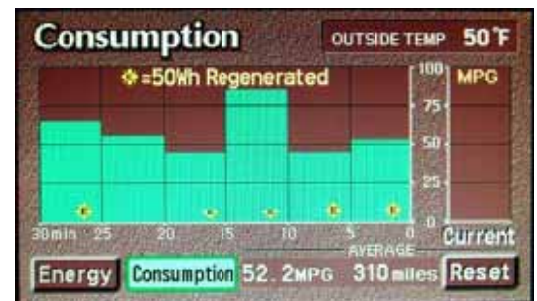 Consumption
OUTSIDE TEMP 50°F
=50Wh Regenerated
100
MPG
75
50
25
0
30min 25 20 15 10 5 0
Current
AVERAGE
Energy Consumption 52.2MPG 310miles Reset